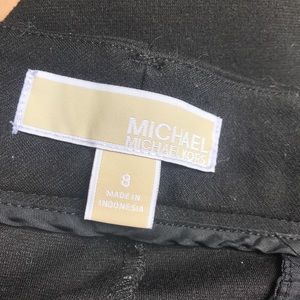 MICHAEL
MICHAEL KORS
8
MADE IN
INDONESIA